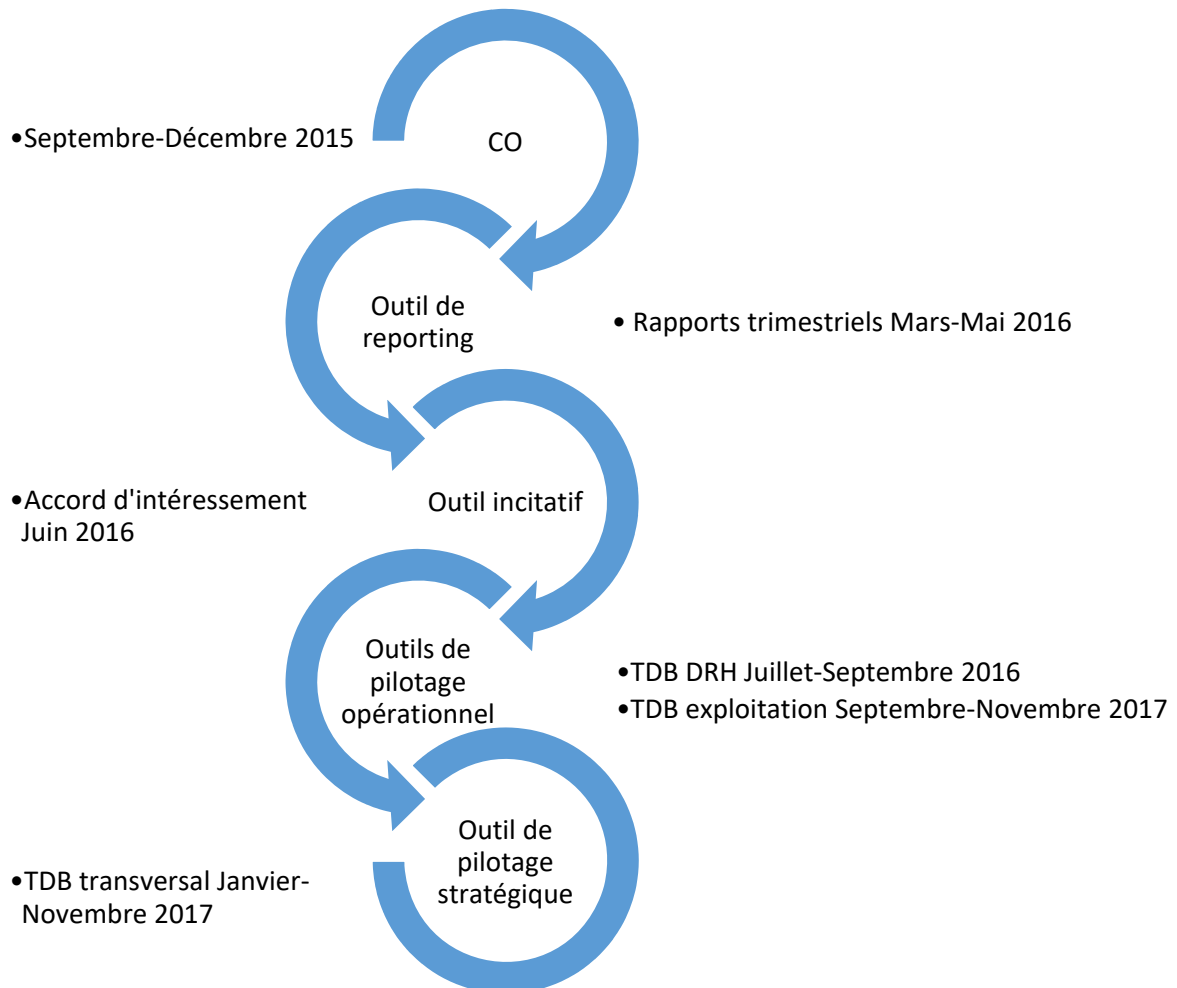 •Septembre-Décembre 2015
CO
Outil de
reporting
• Rapports trimestriels Mars-Mai 2016
•Accord d'intéressement
Juin 2016
Outil incitatif
Outils de
pilotage
opérationnel
•TDB DRH Juillet-Septembre 2016
•TDB exploitation Septembre-Novembre 2017
Outil de
pilotage
stratégique
•TDB transversal Janvier-
Novembre 2017